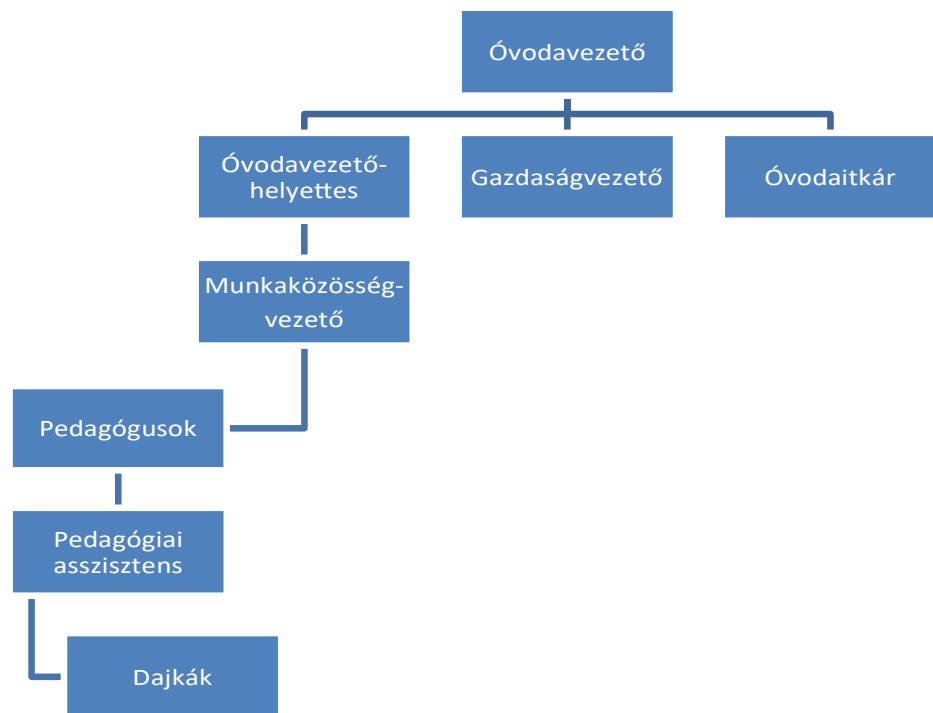 Óvodavezető
Óvodavezető-
helyettes
Gazdaságvezető
Óvodaitkár
Munkaközösség-
vezető
Pedagógusok
Pedagógiai
asszisztens
Dajkák